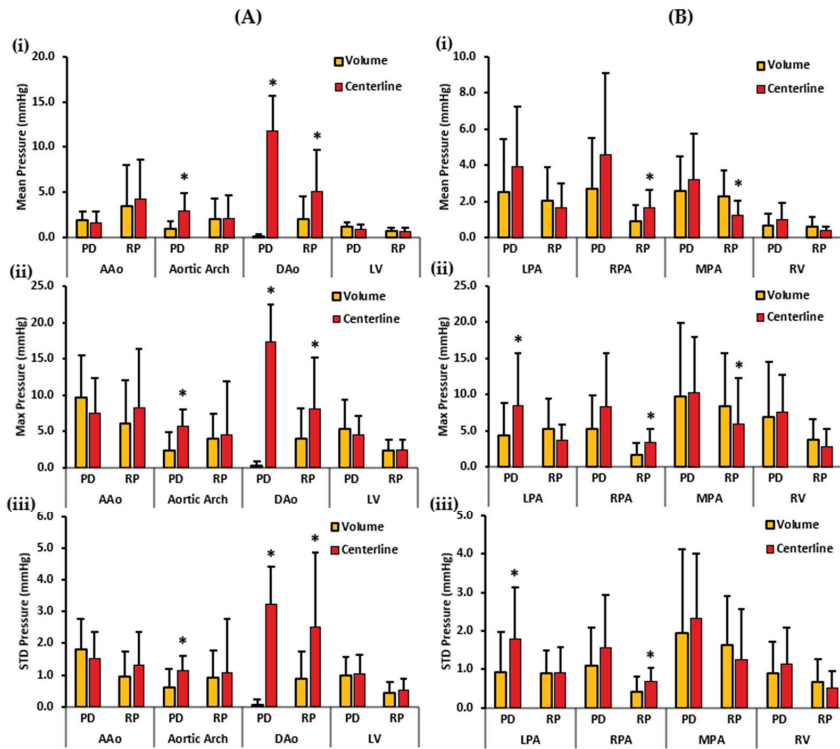 (A)
(i)
20.0
15.0
10.0
5.0
0.0
Mean Pressure (mmHg)
Volume
Centerline
*
*
*
PD RP PD RP PD RP PD RP
AAo Aortic Arch DAo LV
(ii)
25.0
20.0
15.0
10.0
5.0
0.0
Max Pressure (mmHg)
Volume
Centerline
*
*
*
PD RP PD RP PD RP PD RP
AAo Aortic Arch DAo LV
(iii)
6.0
5.0
4.0
3.0
2.0
1.0
0.0
STD Pressure (mmHg)
Volume
Centerline
*
*
*
PD RP PD RP PD RP PD RP
AAo Aortic Arch DAo LV
(B)
(i)
10.0
8.0
6.0
4.0
2.0
0.0
Mean Pressure (mmHg)
Volume
Centerline
*
*
PD RP PD RP PD RP PD RP
LPA RPA MPA RV
(ii)
25.0
20.0
15.0
10.0
5.0
0.0
Max Pressure (mmHg)
Volume
Centerline
*
*
*
PD RP PD RP PD RP PD RP
LPA RPA MPA RV
(iii)
5.0
4.0
3.0
2.0
1.0
0.0
STD Pressure (mmHg)
Volume
Centerline
*
*
PD RP PD RP PD RP PD RP
LPA RPA MPA RV